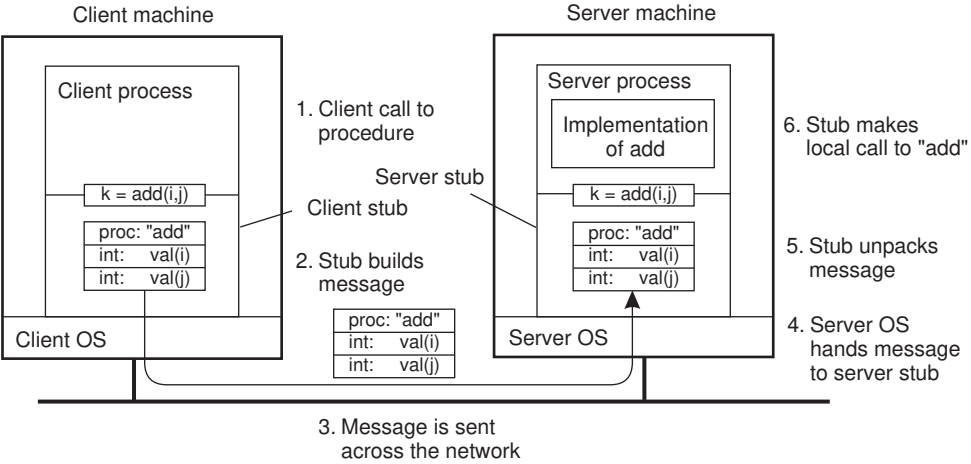 Client machine
Server machine
Client process
1. Client call to
procedure
Server process
Implementation
of add
6. Stub makes
local call to "add"
Server stub
k = add(i,j)
k = add(i,j)
Client stub
proc: "add"
int: val(i)
int: val(j)
proc: "add"
int: val(i)
int: val(j)
2. Stub builds
message
5. Stub unpacks
message
proc: "add"
int: val(i)
int: val(j)
Client OS
Server OS
4. Server OS
hands message
to server stub
3. Message is sent
across the network